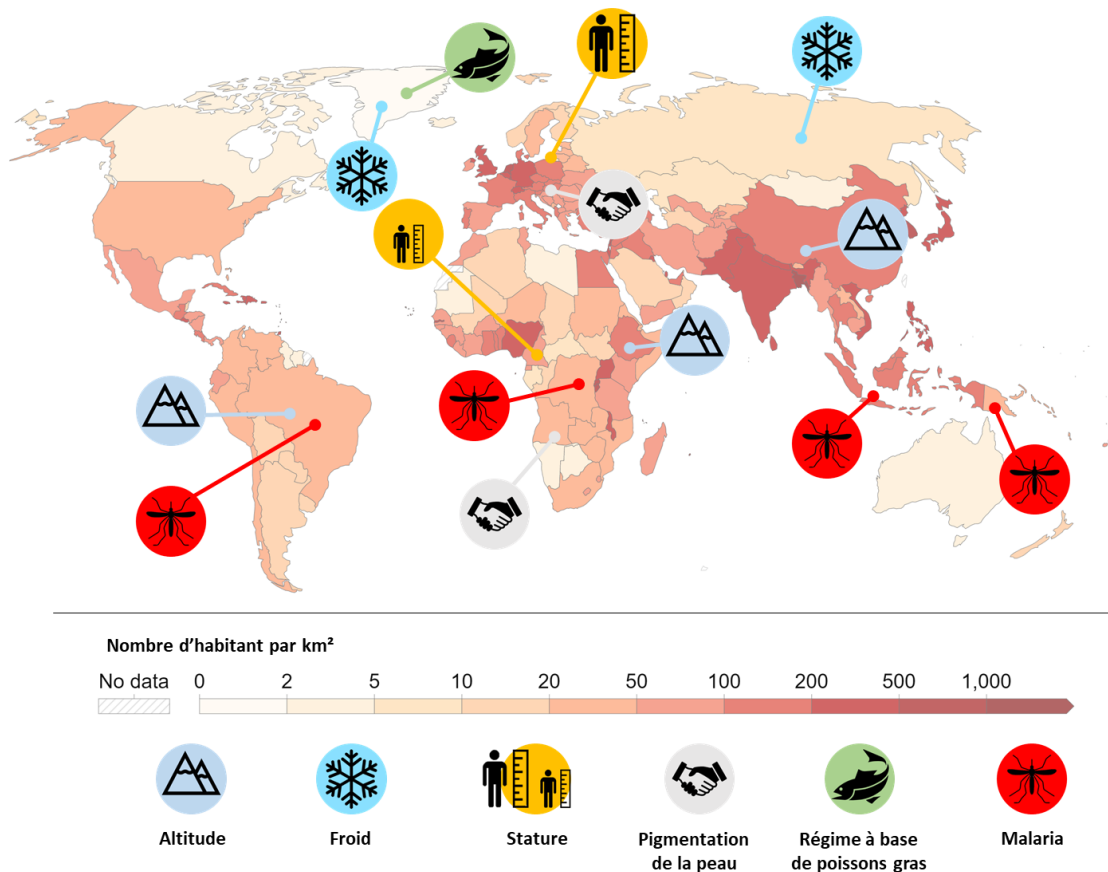 Nombre d'habitant par km²
No data 0 2 5 10 20 50 100 200 500 1,000
Altitude Froid Stature Pigmentation Régime à base Malaria
de la peau de poissons gras